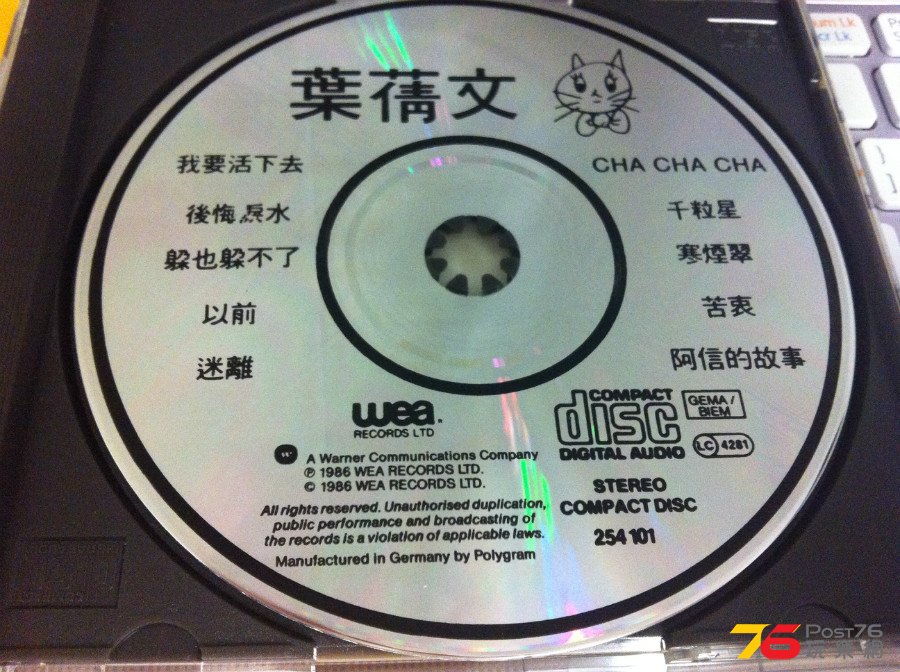 葉蒨文
我要活下去
後悔淚水
躲也躲不了
以前
迷離
CHA CHA CHA
千粒星
寒煙翠
苦衷
阿信的故事
wea.
RECORDS LTD
A Warner Communications Company
℗ 1986 WEA RECORDS LTD.
© 1986 WEA RECORDS LTD.
All rights reserved. Unauthorised duplication,
public performance and broadcasting of
the records is a violation of applicable laws.
Manufactured in Germany by Polygram
COMPACT
disc
DIGITAL AUDIO
GEMA/
BIEM
LC 4281
STEREO
COMPACT DISC
254 101
76 POST76